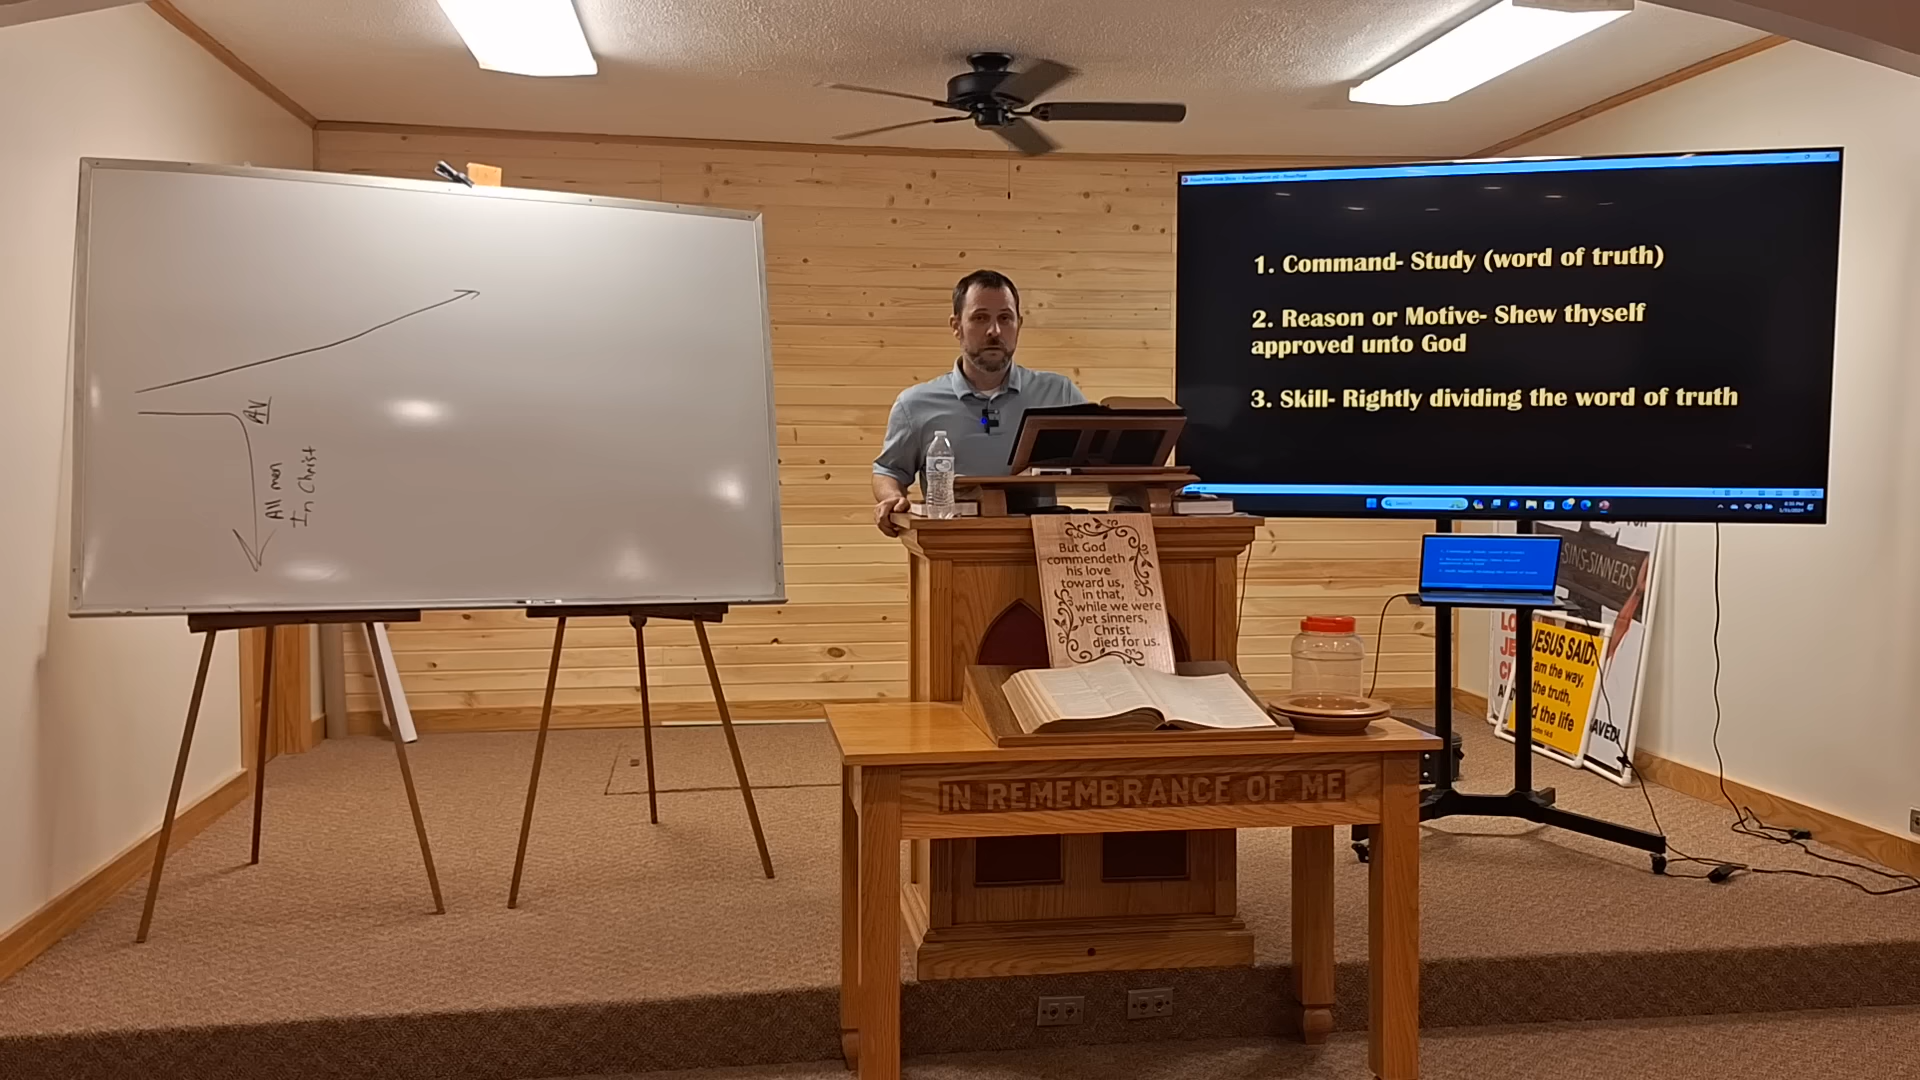 AV
All men
In Christ
1. Command- Study (word of truth)
2. Reason or Motive- Shew thyself
approved unto God
3. Skill- Rightly dividing the word of truth
But God
commendeth
his love
toward us,
in that,
while we were
yet sinners,
Christ
died for us.
IN REMEMBRANCE OF ME
SINS-SINNERS
JESUS SAID:
am the way,
the truth,
d the life
AVED!